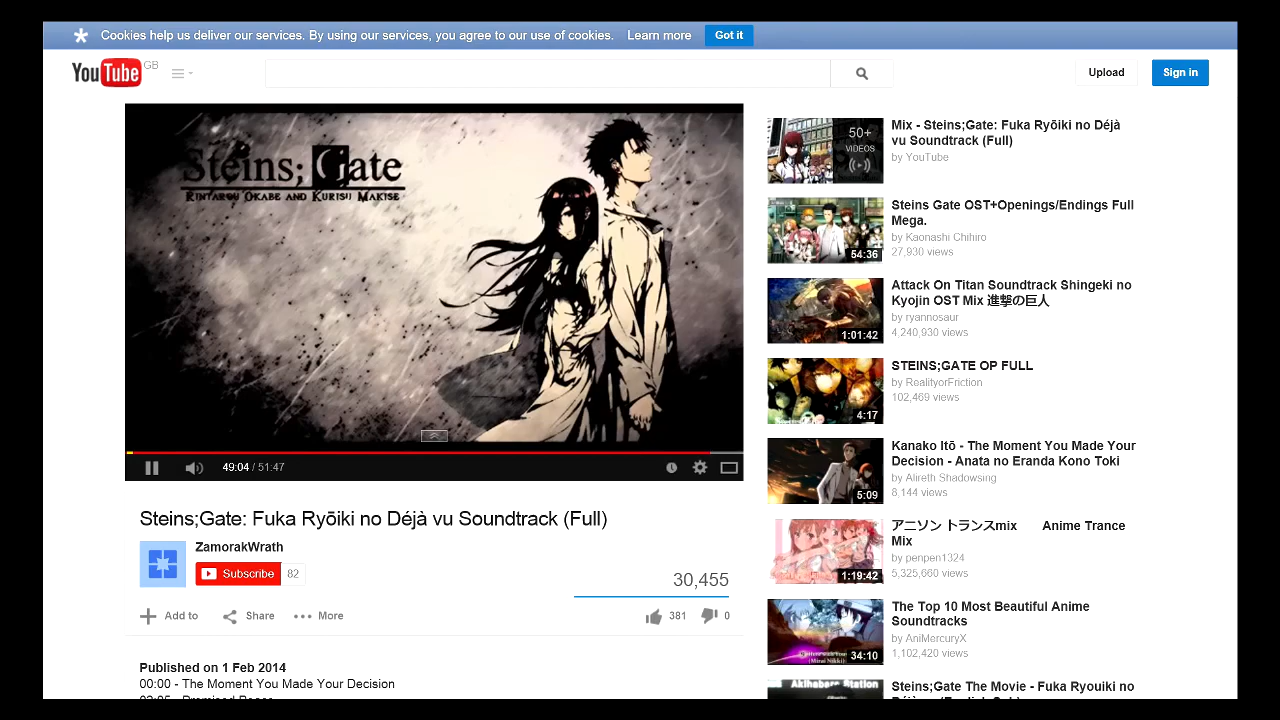 Cookies help us deliver our services. By using our services, you agree to our use of cookies. Learn more Got it
YouTube GB
Upload
Sign in
Steins;Gate
RINTAROU OKABE AND KURISU MAKISE
49:04 / 51:47
Steins;Gate: Fuka Ryōiki no Déjà vu Soundtrack (Full)
ZamorakWrath
Subscribe 82
30,455
Add to Share More 381 0
Published on 1 Feb 2014
00:00 - The Moment You Made Your Decision
50+
VIDEOS
Mix - Steins;Gate: Fuka Ryōiki no Déjà
vu Soundtrack (Full)
by YouTube
54:36
Steins Gate OST+Openings/Endings Full
Mega.
by Kaonashi Chihiro
27,930 views
1:01:42
Attack On Titan Soundtrack Shingeki no
Kyojin OST Mix 進撃の巨人
by ryannosaur
4,240,930 views
4:17
STEINS;GATE OP FULL
by RealityorFriction
102,469 views
5:09
Kanako Itō - The Moment You Made Your
Decision - Anata no Eranda Kono Toki
by Alireth Shadowsing
8,144 views
1:19:42
アニソン トランスmix Anime Trance
Mix
by penpen1324
5,325,660 views
(Mirai Nikki)
34:10
The Top 10 Most Beautiful Anime
Soundtracks
by AniMercuryX
1,102,420 views
Akihabara Station
Steins;Gate The Movie - Fuka Ryouiki no